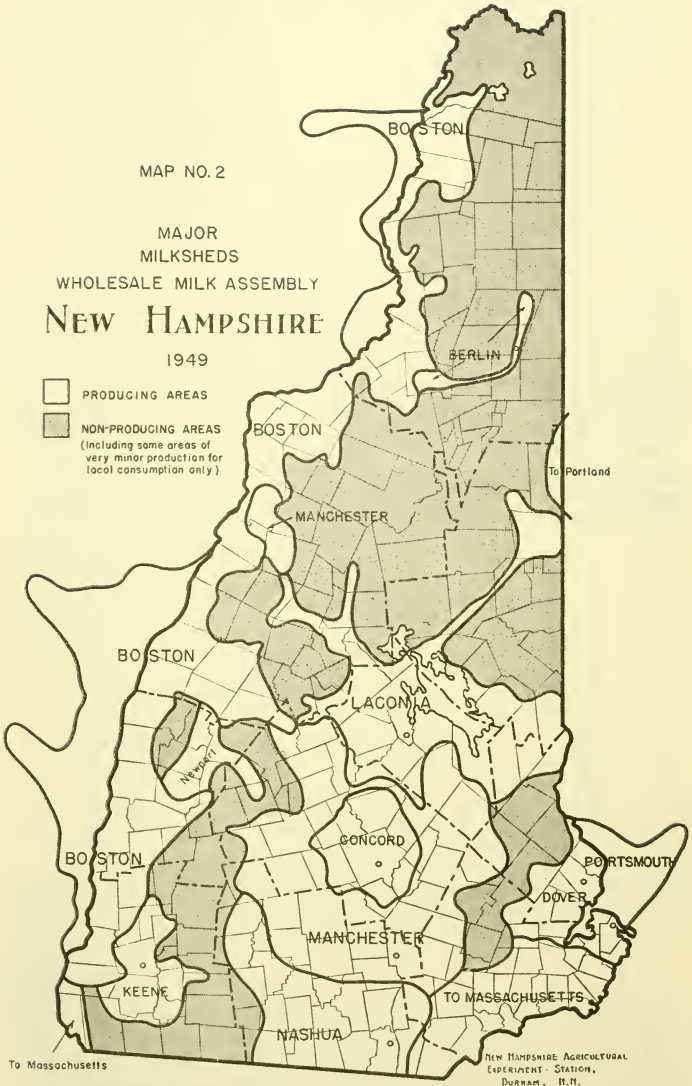 MAP NO. 2
MAJOR
MILKSHEDS
WHOLESALE MILK ASSEMBLY
NEW HAMPSHIRE
1949
PRODUCING AREAS
NON-PRODUCING AREAS
(Including some areas of
very minor production for
local consumption only)
BOSTON
BERLIN
BOSTON
To Portland
MANCHESTER
BOSTON
LACONIA
Newport
CONCORD
BOSTON
PORTSMOUTH
DOVER
MANCHESTER
KEENE
TO MASSACHUSETTS
NASHUA
To Massachusetts
NEW HAMPSHIRE AGRICULTURAL
EXPERIMENT STATION,
DURHAM, N.H.